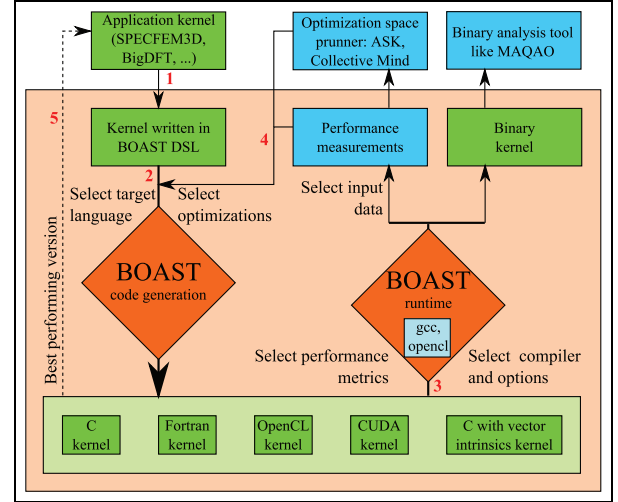 Application kernel
(SPECFEM3D,
BigDFT, ...)
Optimization space
prunner: ASK,
Collective Mind
Binary analysis tool
like MAQAO
1
5
Kernel written in
BOAST DSL
4
Performance
measurements
Binary
kernel
2
Select target
language
Select
optimizations
Select input
data
BOAST
code generation
BOAST
runtime
gcc,
opencl
Best performing version
Select performance
metrics
Select compiler
and options
3
C
kernel
Fortran
kernel
OpenCL
kernel
CUDA
kernel
C with vector
intrinsics kernel